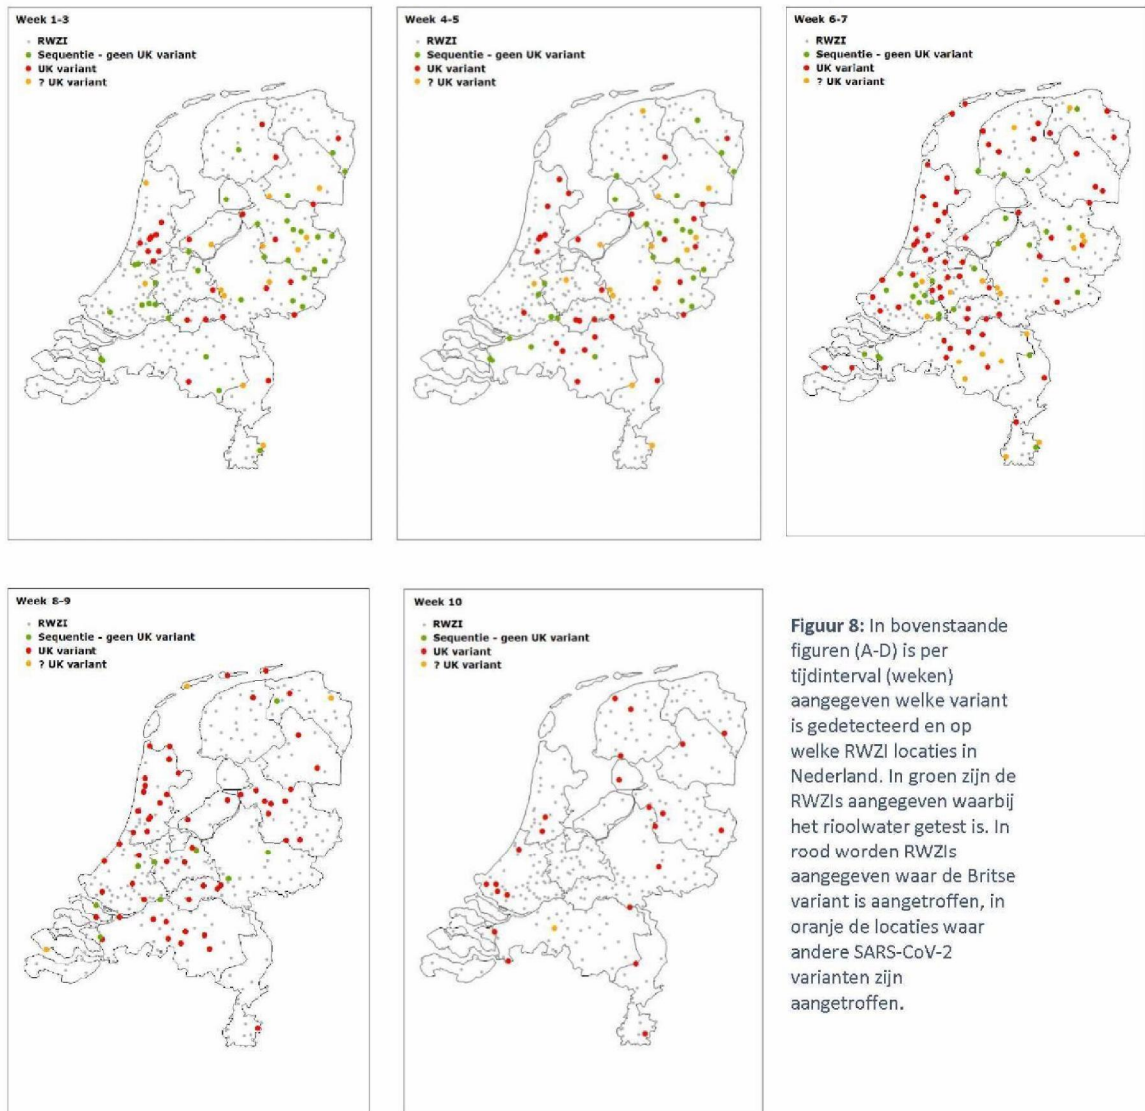 Week 1-3
RWZI
Sequentie - geen UK variant
UK variant
? UK variant
Week 4-5
RWZI
Sequentie - geen UK variant
UK variant
? UK variant
Week 6-7
RWZI
Sequentie - geen UK variant
UK variant
? UK variant
Week 8-9
RWZI
Sequentie - geen UK variant
UK variant
? UK variant
Week 10
RWZI
Sequentie - geen UK variant
UK variant
? UK variant
Figuur 8: In bovenstaande
figuren (A-D) is per
tijdinterval (weken)
aangegeven welke variant
is gedetecteerd en op
welke RWZI locaties in
Nederland. In groen zijn de
RWZIs aangegeven waarbij
het rioolwater getest is. In
rood worden RWZIs
aangegeven waar de Britse
variant is aangetroffen, in
oranje de locaties waar
andere SARS-CoV-2
varianten zijn
aangetroffen.